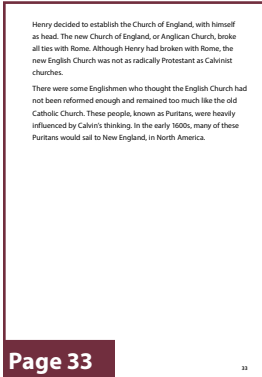 Henry decided to establish the Church of England, with himself
as head. The new Church of England, or Anglican Church, broke
all ties with Rome. Although Henry had broken with Rome, the
new English Church was not as radically Protestant as Calvinist
churches.
There were some Englishmen who thought the English Church had
not been reformed enough and remained too much like the old
Catholic Church. These people, known as Puritans, were heavily
influenced by Calvin's thinking. In the early 1600s, many of these
Puritans would sail to New England, in North America.
Page 33
33